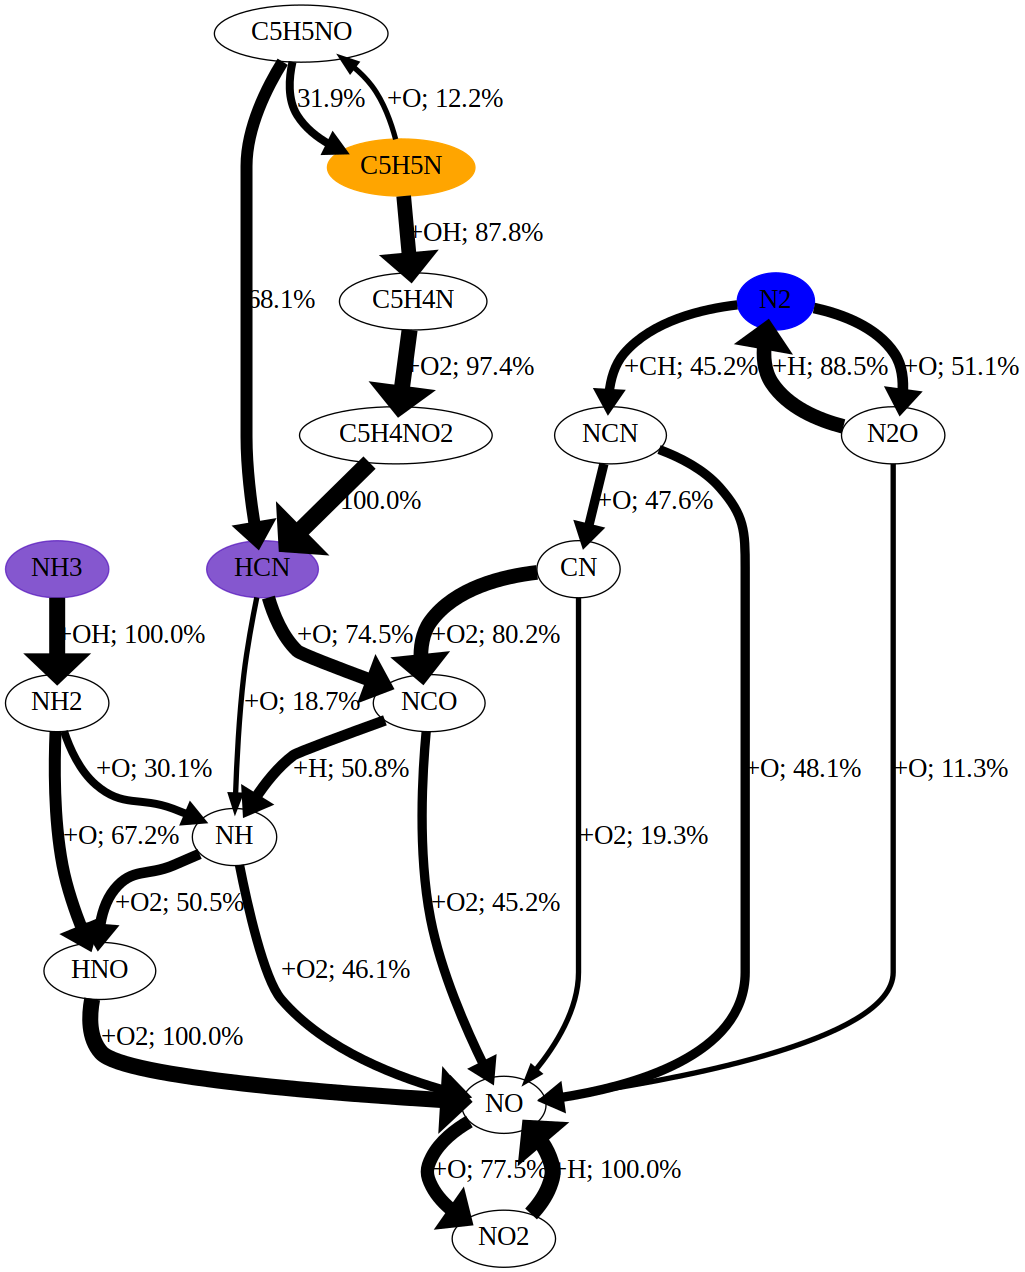 C5H5NO
31.9%
+O; 12.2%
C5H5N
+OH; 87.8%
68.1%
C5H4N
N2
+O2; 97.4%
+CH; 45.2%
+H; 88.5%
+O; 51.1%
C5H4NO2
NCN
N2O
100.0%
+O; 47.6%
NH3
HCN
CN
+OH; 100.0%
+O; 74.5%
+O2; 80.2%
NH2
+O; 18.7%
NCO
+O; 30.1%
+H; 50.8%
+O; 48.1%
+O; 11.3%
+O; 67.2%
NH
+O2; 19.3%
+O2; 50.5%
+O2; 45.2%
HNO
+O2; 46.1%
+O2; 100.0%
NO
+O; 77.5%
+H; 100.0%
NO2